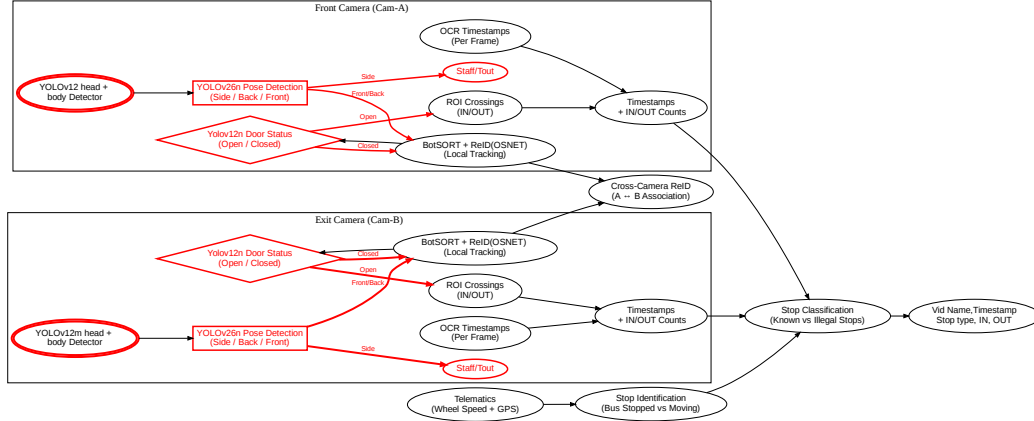 Front Camera (Cam-A)
OCR Timestamps
(Per Frame)
YOLOv12 head +
body Detector
YOLOv26n Pose Detection
(Side / Back / Front)
Side
Staff/Tout
Front/Back
ROI Crossings
(IN/OUT)
Timestamps
+ IN/OUT Counts
Open
Yolov12n Door Status
(Open / Closed)
Closed
BotSORT + ReID(OSNET)
(Local Tracking)
Cross-Camera ReID
(A ↔ B Association)
Exit Camera (Cam-B)
Yolov12n Door Status
(Open / Closed)
Closed
BotSORT + ReID(OSNET)
(Local Tracking)
Open
Front/Back
ROI Crossings
(IN/OUT)
YOLOv12m head +
body Detector
YOLOv26n Pose Detection
(Side / Back / Front)
OCR Timestamps
(Per Frame)
Timestamps
+ IN/OUT Counts
Side
Staff/Tout
Stop Classification
(Known vs Illegal Stops)
Vid Name,Timestamp
Stop type, IN, OUT
Telematics
(Wheel Speed + GPS)
Stop Identification
(Bus Stopped vs Moving)